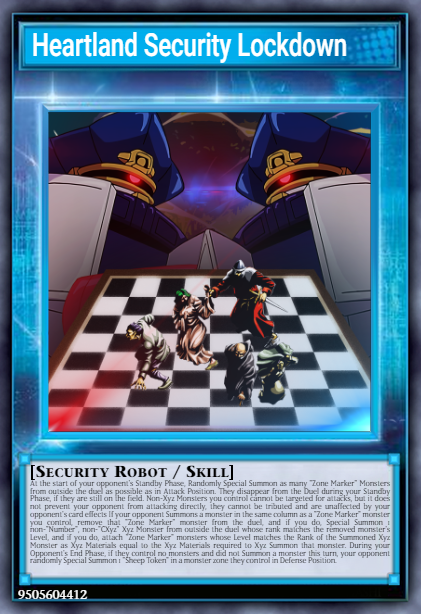 Heartland Security Lockdown
[Security Robot / Skill]
At the start of your opponent's Standby Phase, Randomly Special Summon as many "Zone Marker" Monsters
from outside the duel as possible as in Attack Position. They disappear from the Duel during your Standby
Phase, if they are still on the field. Non-Xyz Monsters you control cannot be targeted for attacks, but it does
not prevent your opponent from attacking directly, they cannot be tributed and are unaffected by your
opponent's card effects If your opponent Summons a monster in the same column as a "Zone Marker" monster
you control, remove that "Zone Marker" monster from the duel, and if you do, Special Summon 1
non-"Number", non-"CXyz" Xyz Monster from outside the duel whose rank matches the removed monster's
Level, and if you do, attach "Zone Marker" monsters whose Level matches the Rank of the Summoned Xyz
Monster as Xyz Materials equal to the Xyz Materials required to Xyz Summon that monster. During your
Opponent's End Phase, if they control no monsters and did not Summon a monster this turn, your opponent
randomly Special Summon 1 "Sheep Token" in a monster zone they control in Defense Position.
9505604412